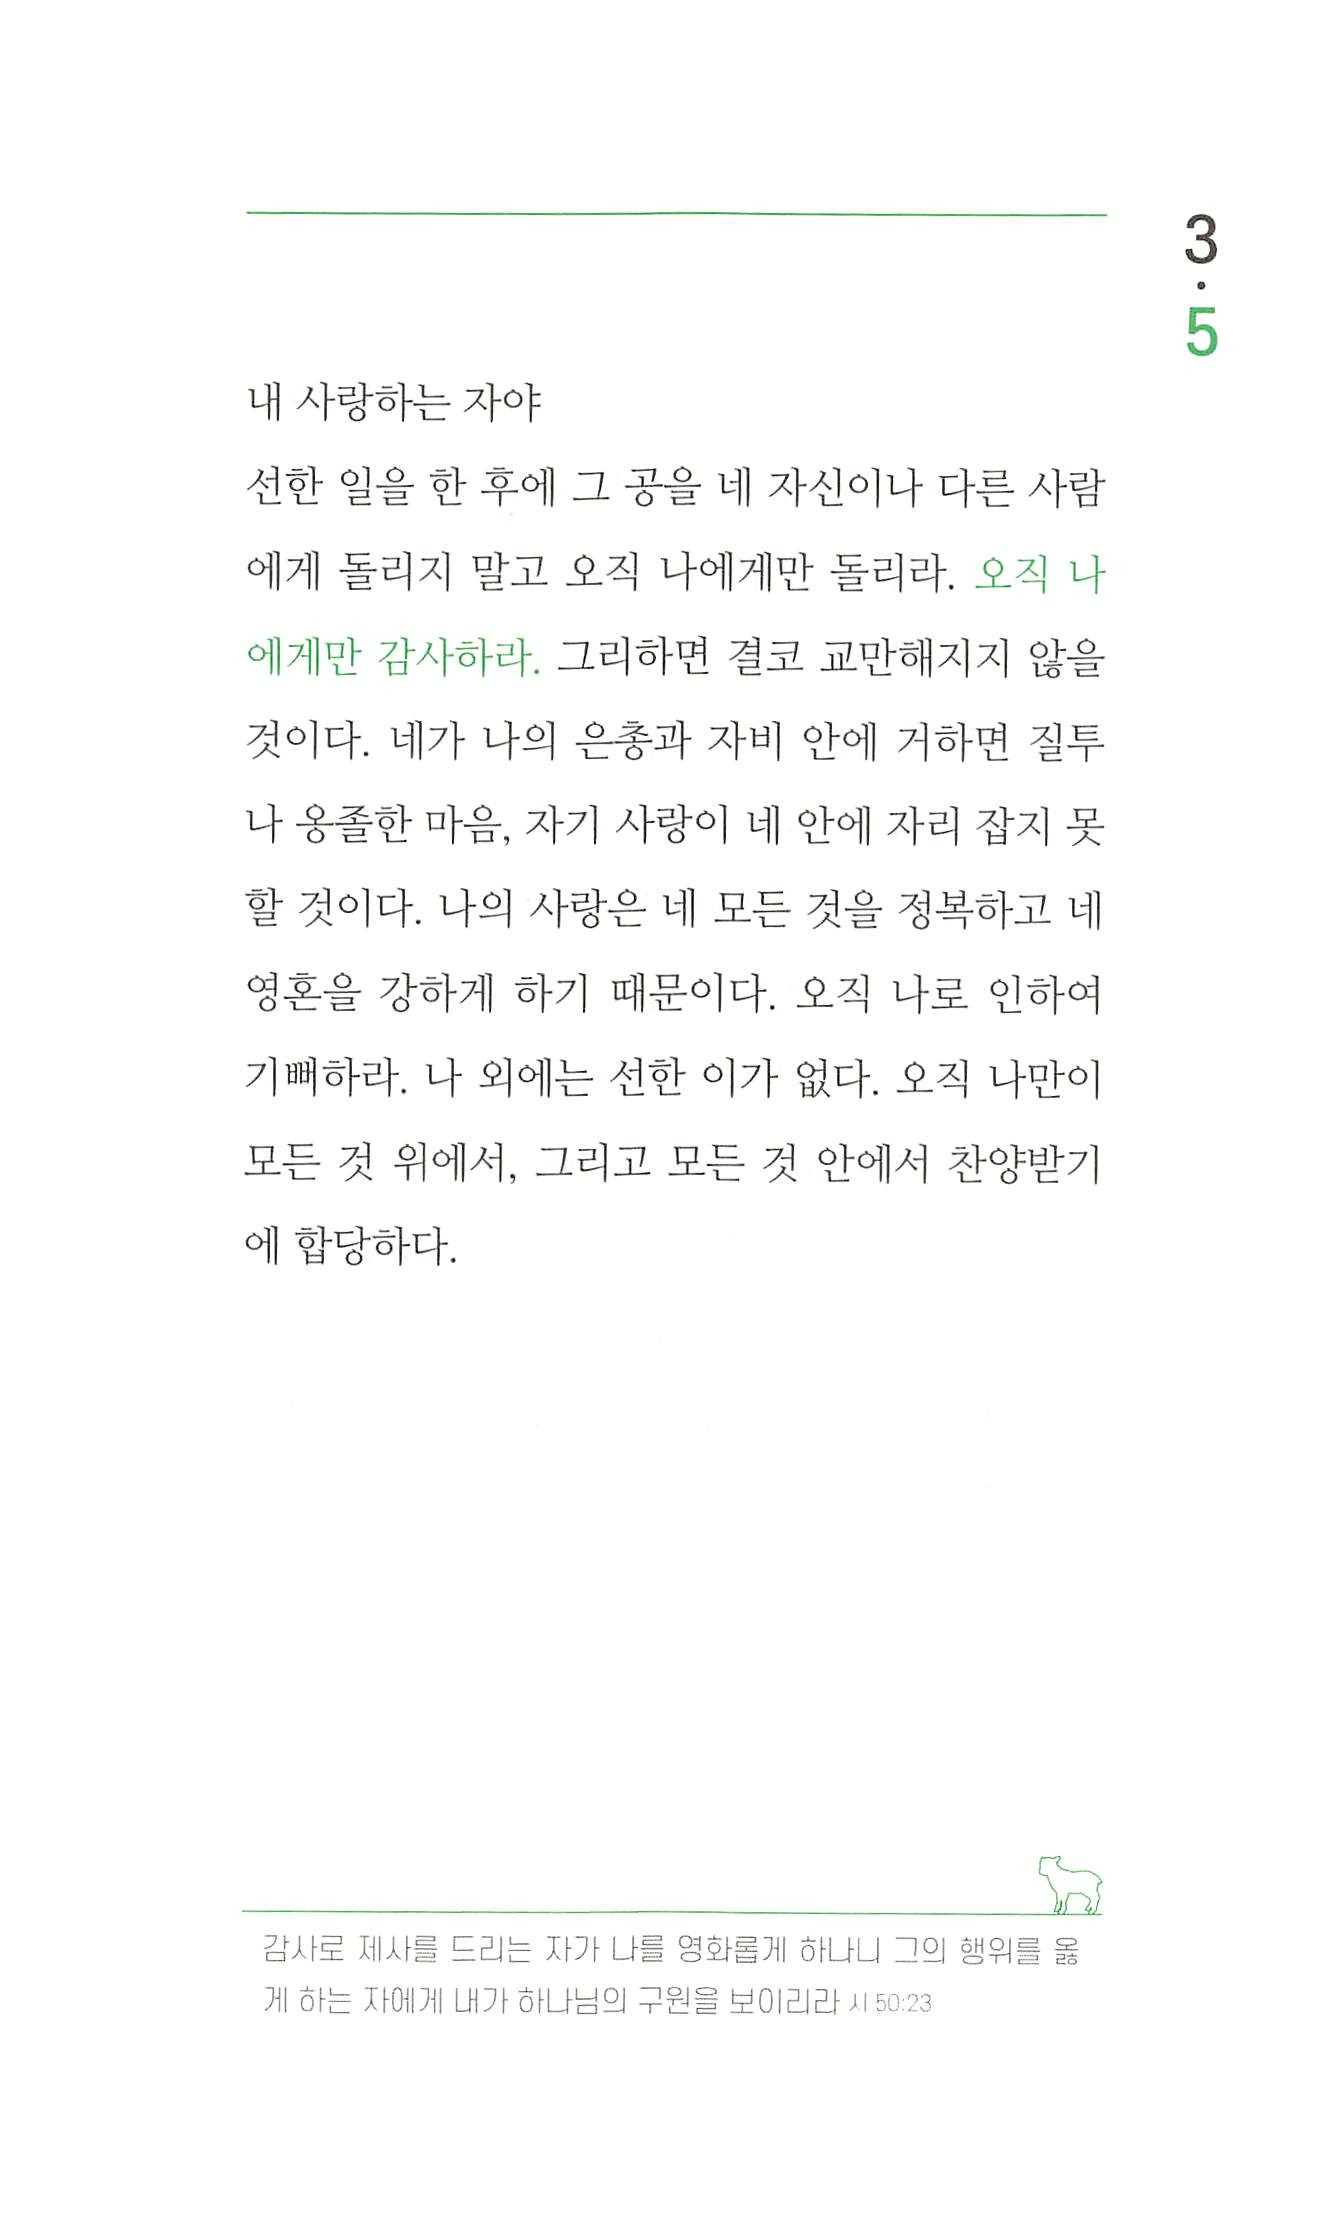 3
·
5
내 사랑하는 자야
선한 일을 한 후에 그 공을 네 자신이나 다른 사람
에게 돌리지 말고 오직 나에게만 돌리라. 오직 나
에게만 감사하라. 그리하면 결코 교만해지지 않을
것이다. 네가 나의 은총과 자비 안에 거하면 질투
나 옹졸한 마음, 자기 사랑이 네 안에 자리 잡지 못
할 것이다. 나의 사랑은 네 모든 것을 정복하고 네
영혼을 강하게 하기 때문이다. 오직 나로 인하여
기뻐하라. 나 외에는 선한 이가 없다. 오직 나만이
모든 것 위에서, 그리고 모든 것 안에서 찬양받기
에 합당하다.
감사로 제사를 드리는 자가 나를 영화롭게 하나니 그의 행위를 옳
게 하는 자에게 내가 하나님의 구원을 보이리라 시 50:23